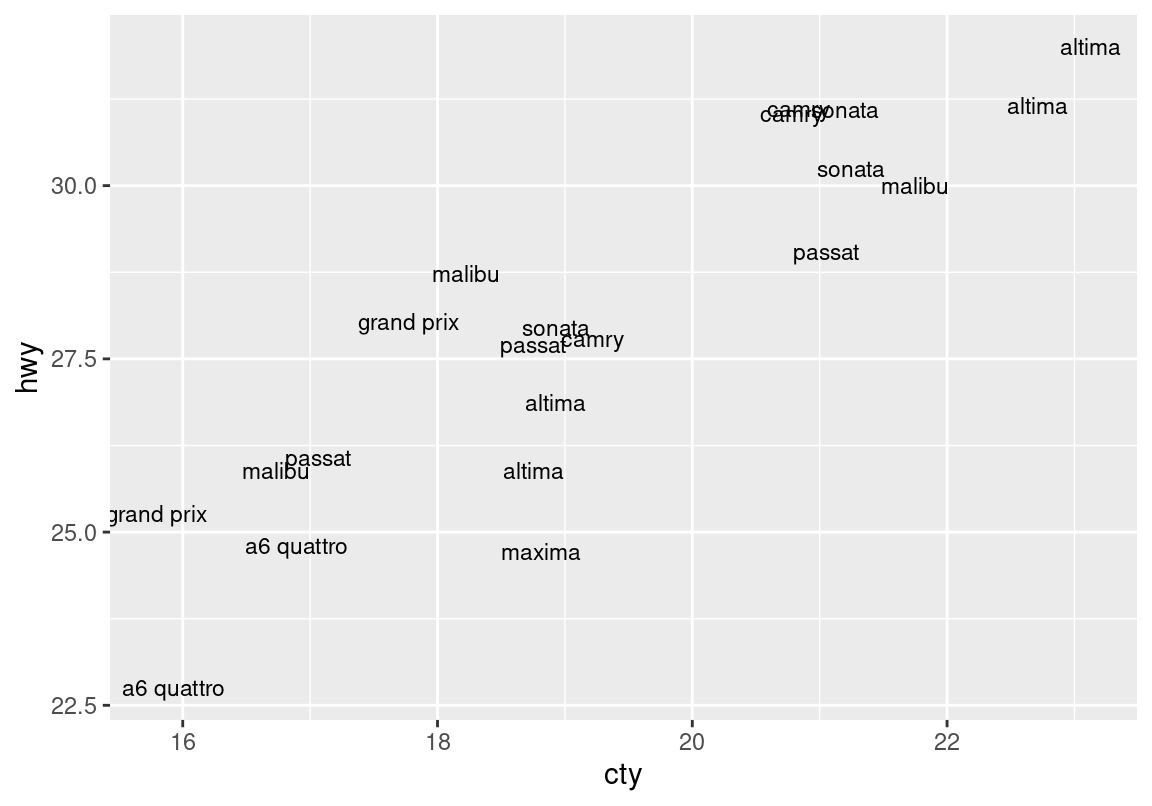 altima
camry
sonata
camry
altima
sonata
30.0
malibu
passat
malibu
grand prix
sonata
camry
passat
hwy
27.5
altima
passat
malibu
altima
grand prix
25.0
a6 quattro
maxima
a6 quattro
22.5
16
18
20
22
cty